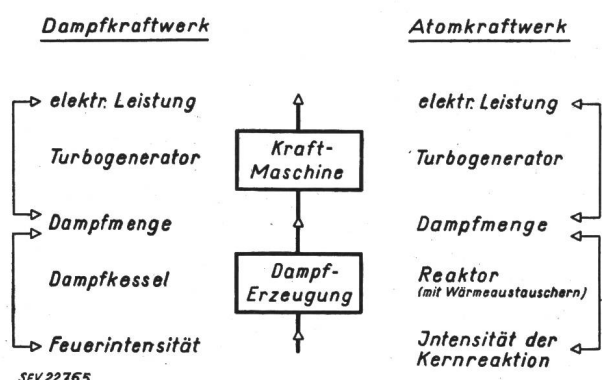 Dampfkraftwerk
elektr. Leistung
Turbogenerator
Dampfmenge
Dampfkessel
Feuerintensität
SEV 22765
Kraft-
Maschine
Dampf-
Erzeugung
Atomkraftwerk
elektr. Leistung
Turbogenerator
Dampfmenge
Reaktor
(mit Wärmeaustauschern)
Intensität der
Kernreaktion